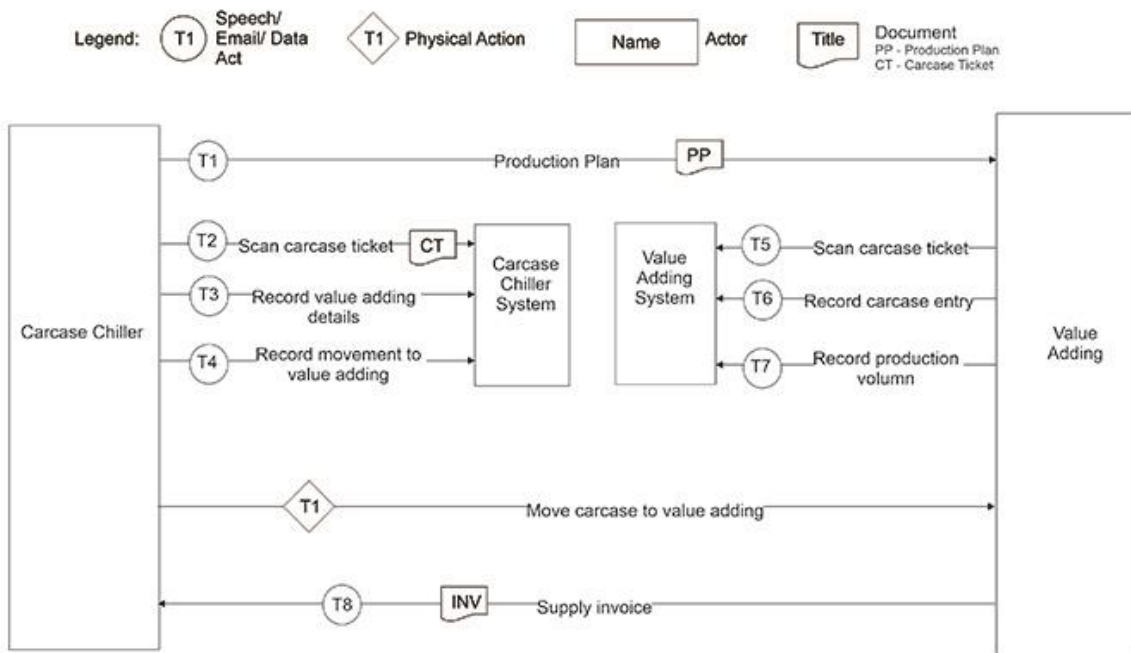 Legend:
T1
Speech/
Email/ Data
Act
T1
Physical Action
Name
Actor
Title
Document
PP - Production Plan
CT - Carcase Ticket
Carcase Chiller
T1
Production Plan
PP
T2
Scan carcase ticket
CT
T3
Record value adding
details
T4
Record movement to
value adding
Carcase
Chiller
System
Value
Adding
System
T5
Scan carcase ticket
T6
Record carcase entry
T7
Record production
volumn
Value
Adding
T1
Move carcase to value adding
T8
INV
Supply invoice